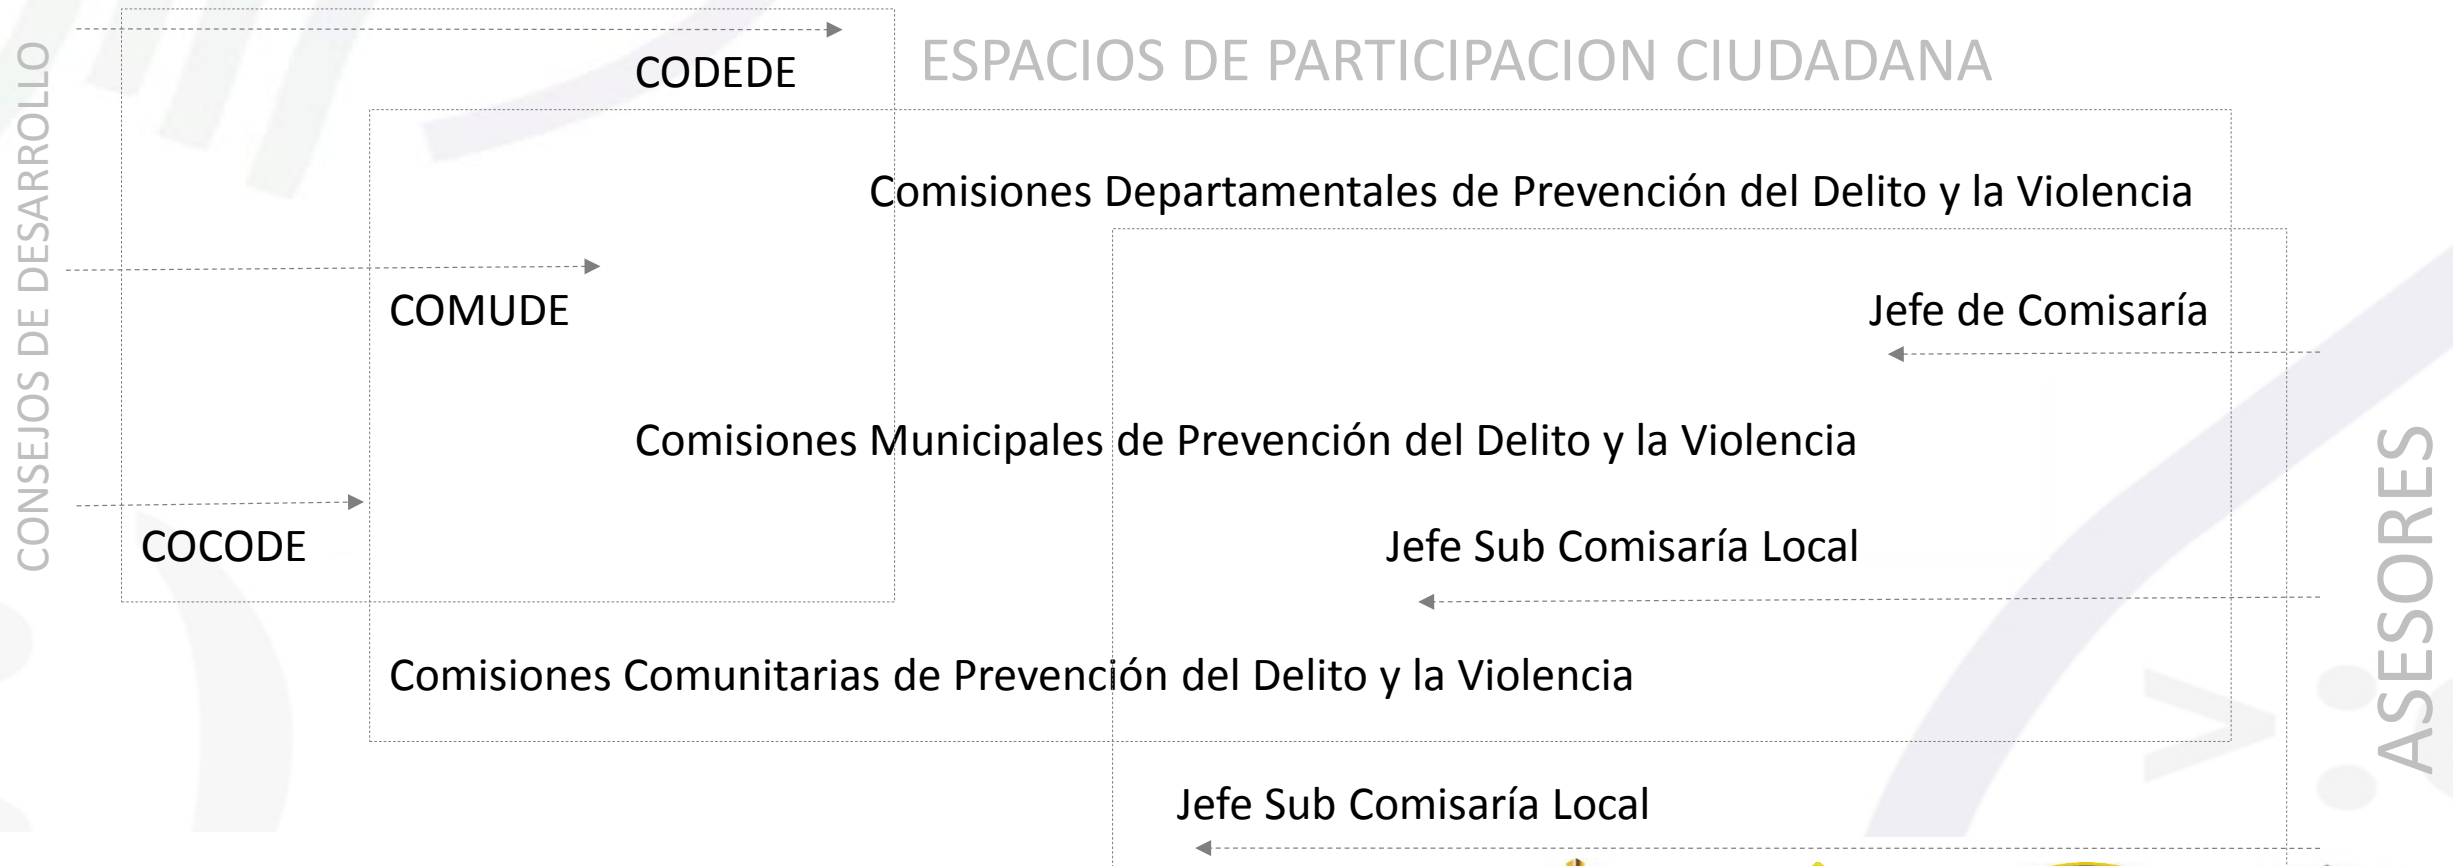 CONSEJOS DE DESARROLLO
CODEDE
ESPACIOS DE PARTICIPACION CIUDADANA
Comisiones Departamentales de Prevención del Delito y la Violencia
COMUDE
Jefe de Comisaría
Comisiones Municipales de Prevención del Delito y la Violencia
COCODE
Jefe Sub Comisaría Local
Comisiones Comunitarias de Prevención del Delito y la Violencia
Jefe Sub Comisaría Local
ASESORES